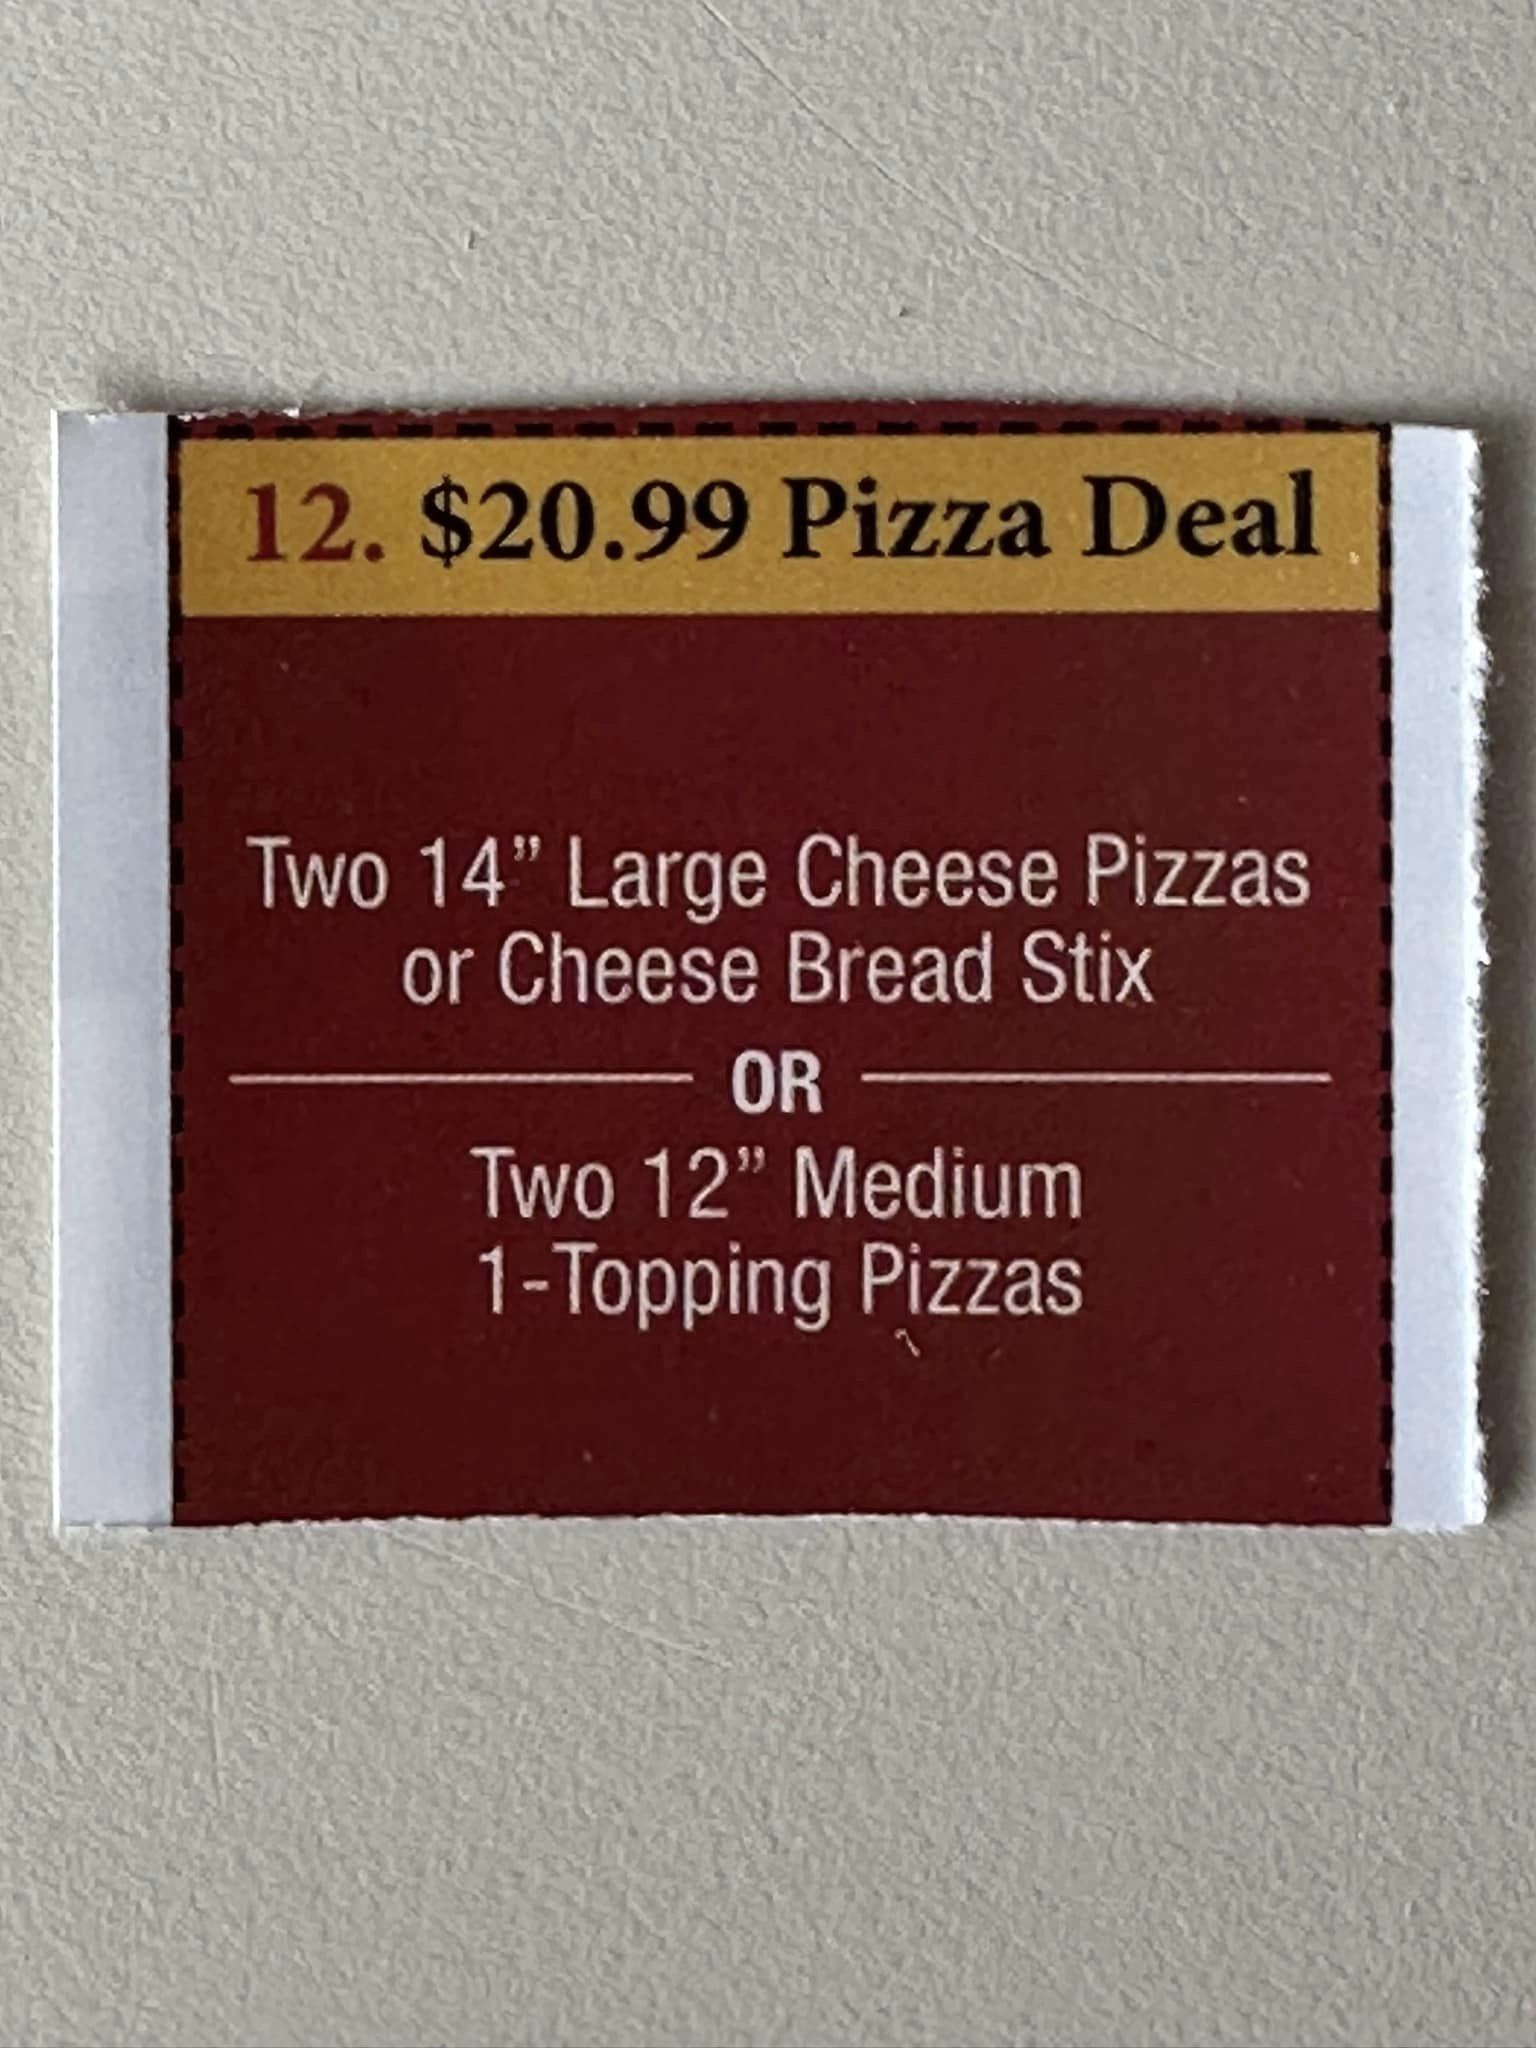 12. $20.99 Pizza Deal
Two 14” Large Cheese Pizzas
or Cheese Bread Stix
OR
Two 12” Medium
1-Topping Pizzas